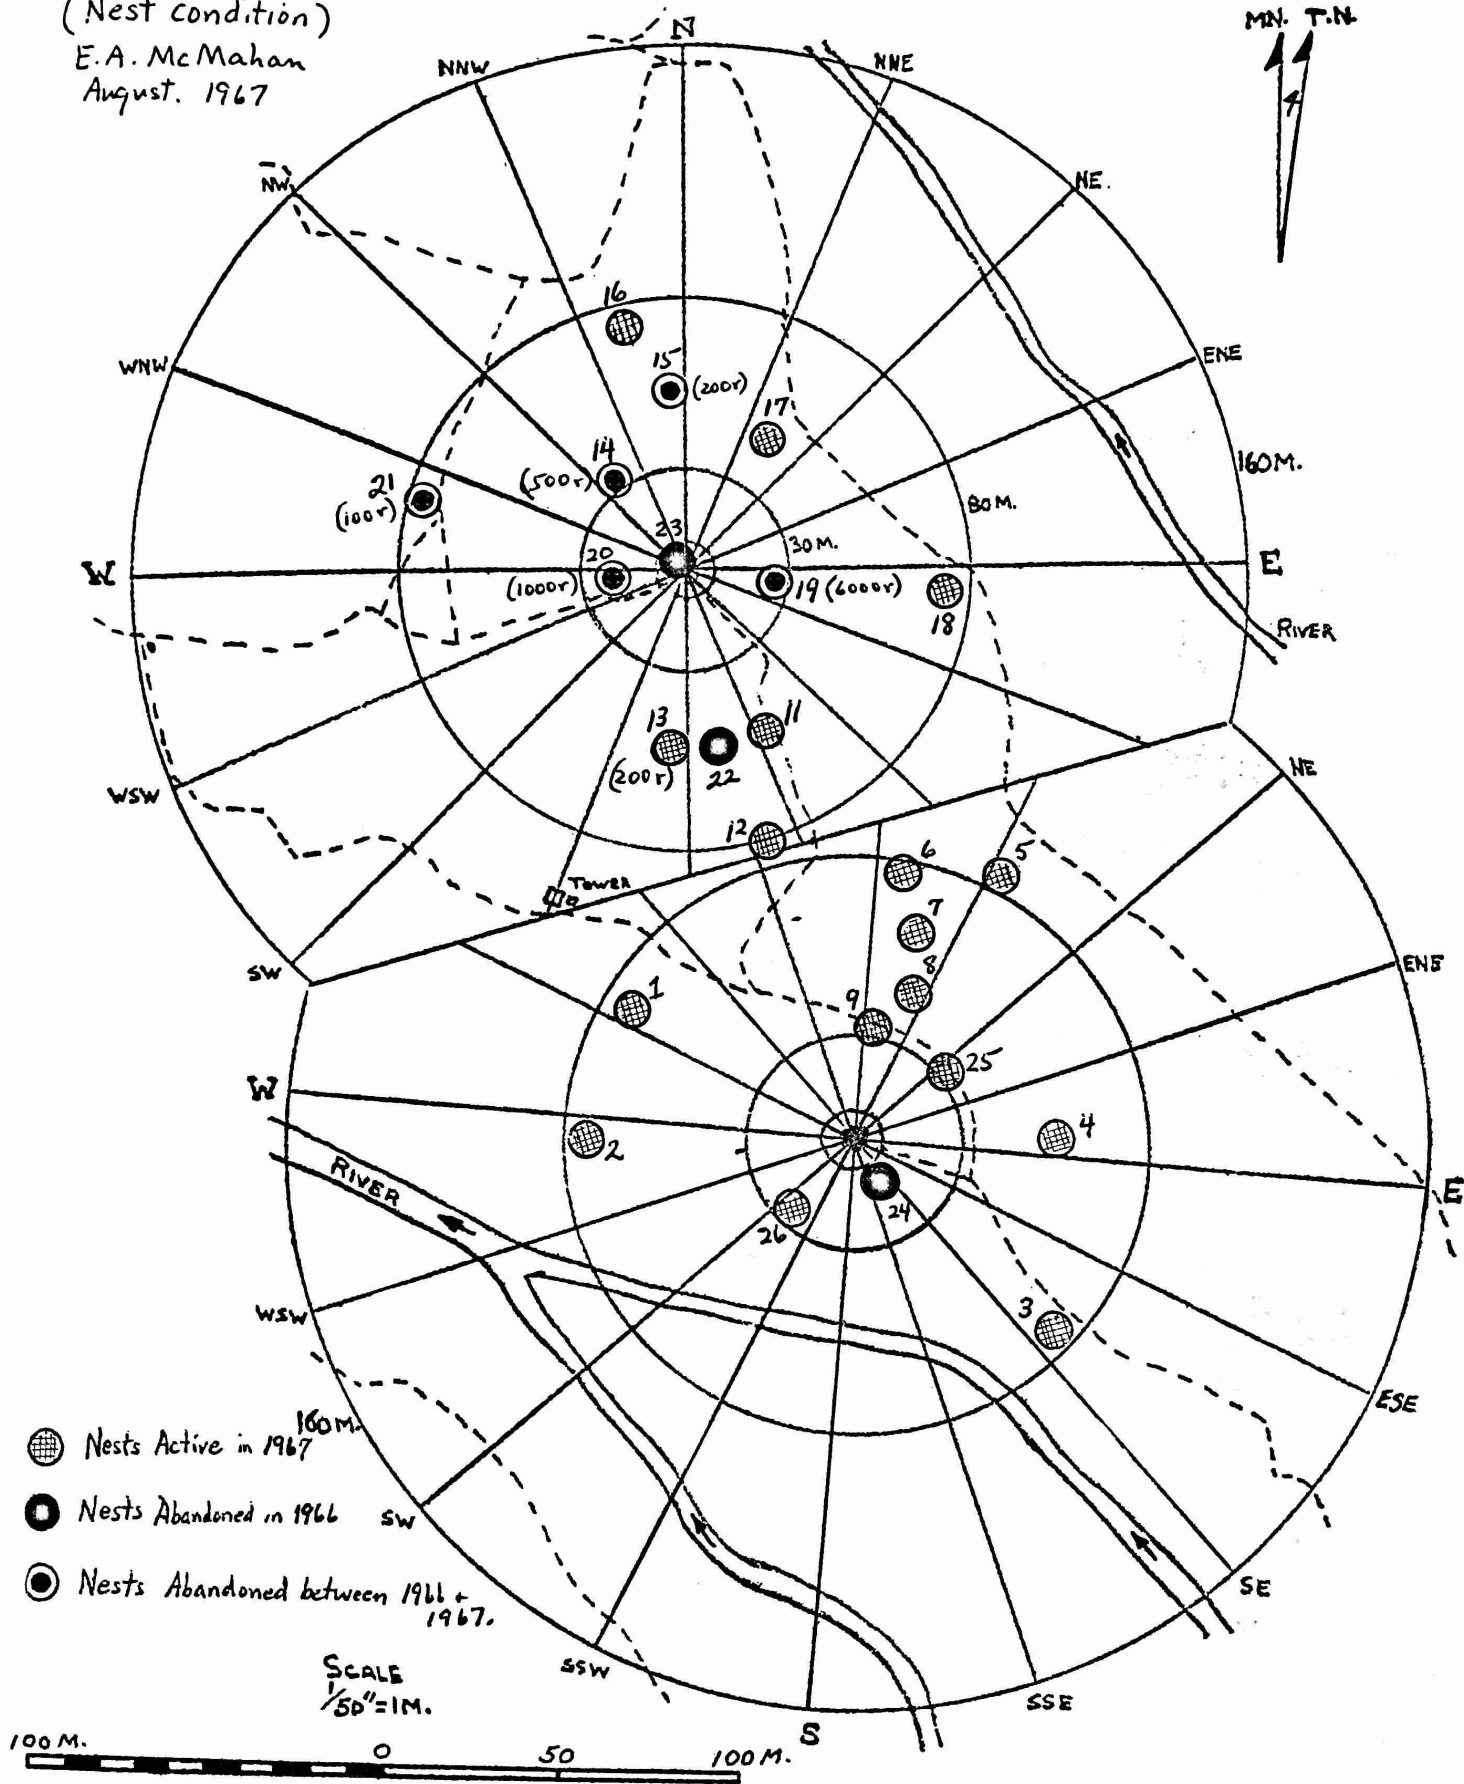 (Nest condition)
E.A. McMahan
August. 1967
MN. T.N.
4
N
NNW
NNE
NW
NE.
16
WNW
ENE
15
(200r)
17
14
(500r)
160M.
21
(100r)
80M.
23
30M.
W
20
E
(1000r)
19 (6000r)
18
RIVER
13
11
(200r)
22
NE
WSW
12
6
5
TOWER
7
SW
8
ENE
1
9
25
W
4
2
RIVER
E
24
26
3
WSW
ESE
160M.
Nests Active in 1967
Nests Abandoned in 1966
SW
Nests Abandoned between 1966 +
1967.
SE
SSW
SCALE
1/50"=1M.
SSE
S
100 M.
0
50
100 M.